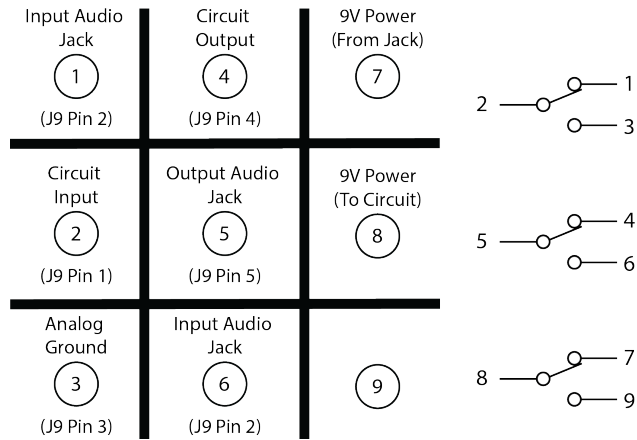 Input Audio
Jack
1
(J9 Pin 2)
Circuit
Output
4
(J9 Pin 4)
9V Power
(From Jack)
7
Circuit
Input
2
(J9 Pin 1)
Output Audio
Jack
5
(J9 Pin 5)
9V Power
(To Circuit)
8
Analog
Ground
3
(J9 Pin 3)
Input Audio
Jack
6
(J9 Pin 2)
9
1
2
3
4
5
6
7
8
9